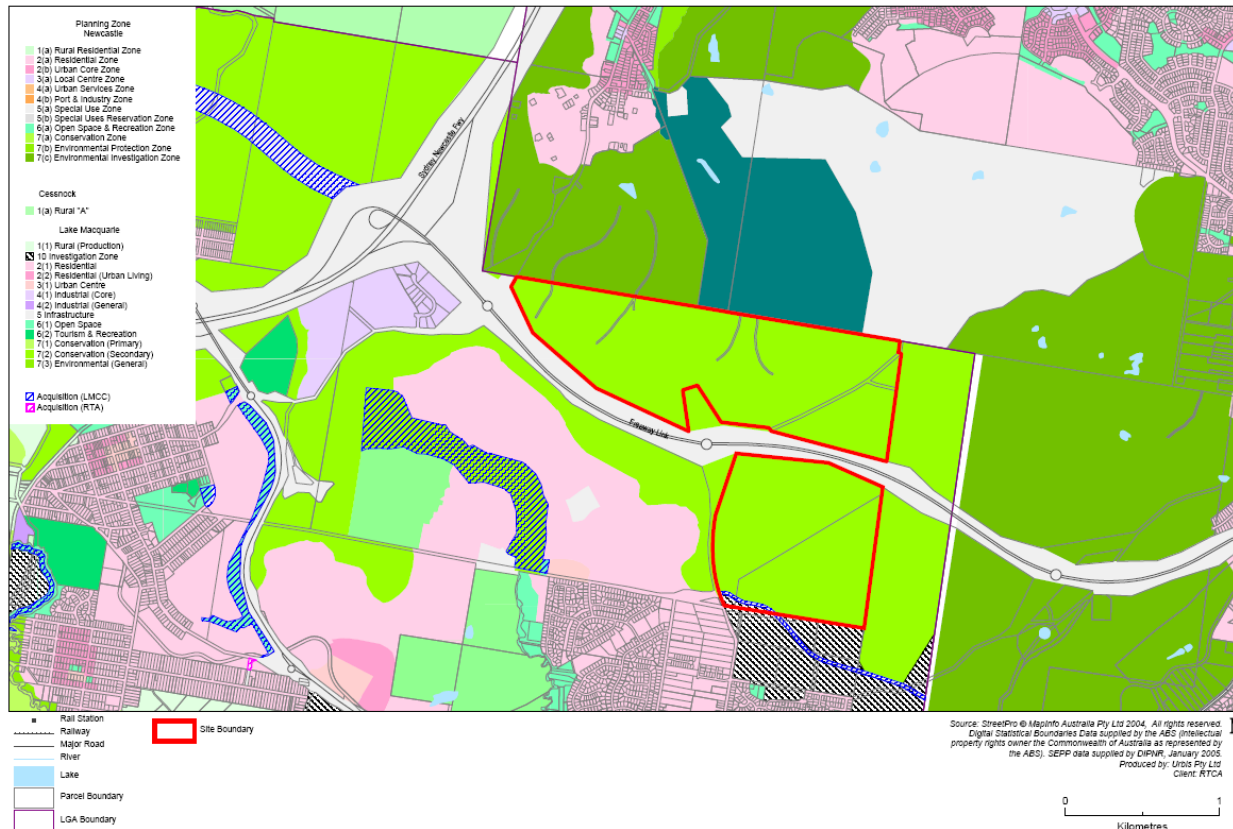 Planning Zone
Newcastle
1(a) Rural Residential Zone
2(a) Residential Zone
2(b) Urban Core Zone
3(a) Local Centre Zone
4(a) Urban Services Zone
4(b) Port & Industry Zone
5(a) Special Use Zone
5(b) Special Uses Reservation Zone
6(a) Open Space & Recreation Zone
7(a) Conservation Zone
7(b) Environmental Protection Zone
7(c) Environmental Investigation Zone
Cessnock
1(a) Rural "A"
Lake Macquarie
1(1) Rural (Production)
10 Investigation Zone
2(1) Residential
2(2) Residential (Urban Living)
3(1) Urban Centre
4(1) Industrial (Core)
4(2) Industrial (General)
5 Infrastructure
6(1) Open Space
6(2) Tourism & Recreation
7(1) Conservation (Primary)
7(2) Conservation (Secondary)
7(3) Environmental (General)
Acquisition (LMCC)
Acquisition (RTA)
Sydney Newcastle Fwy
Link
Rail Station
Railway
Major Road
River
Lake
Parcel Boundary
LGA Boundary
Site Boundary
Source: StreetPro © MapInfo Australia Pty Ltd 2004, All rights reserved.
Digital Statistical Boundaries Data supplied by the ABS (Intellectual
property rights owner the Commonwealth of Australia as represented by
the ABS). SEPP data supplied by DIPNR, January 2005.
Produced by: Urbis Pty Ltd
Client: RTCA
0 1
Kilometres